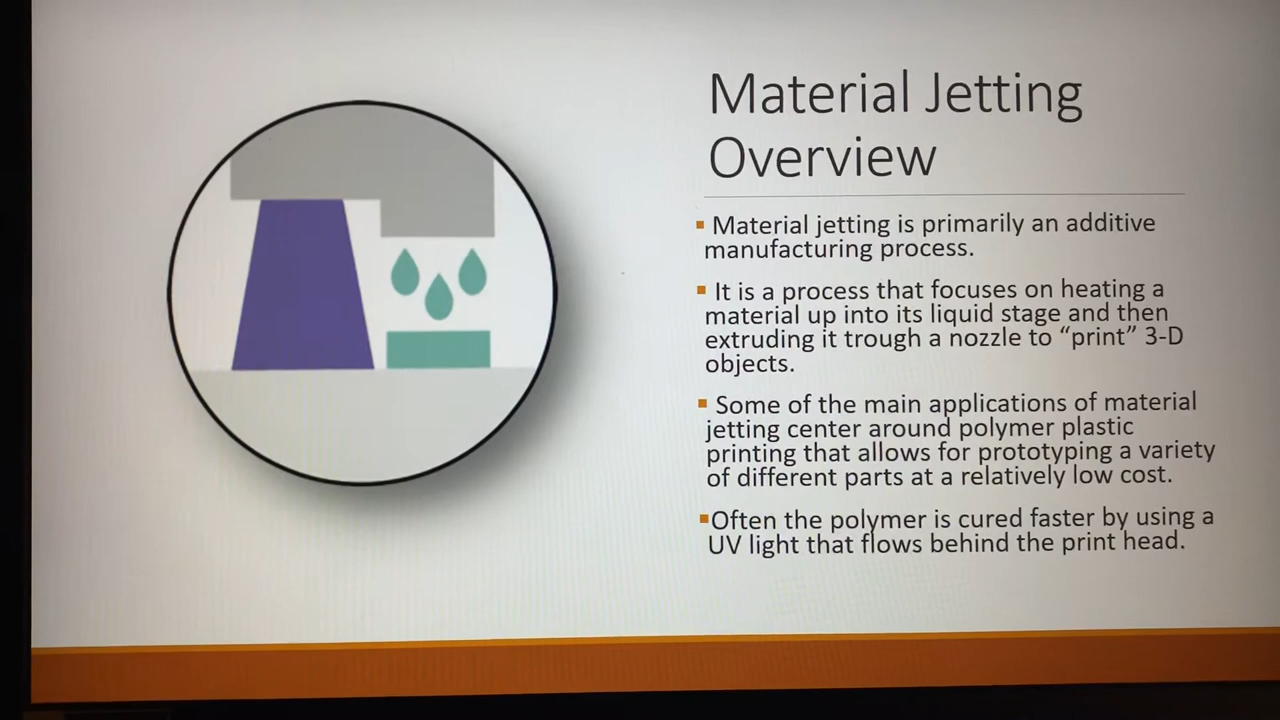 Material Jetting
Overview
▪ Material jetting is primarily an additive
manufacturing process.
▪ It is a process that focuses on heating a
material up into its liquid stage and then
extruding it trough a nozzle to “print” 3-D
objects.
▪ Some of the main applications of material
jetting center around polymer plastic
printing that allows for prototyping a variety
of different parts at a relatively low cost.
▪Often the polymer is cured faster by using a
UV light that flows behind the print head.